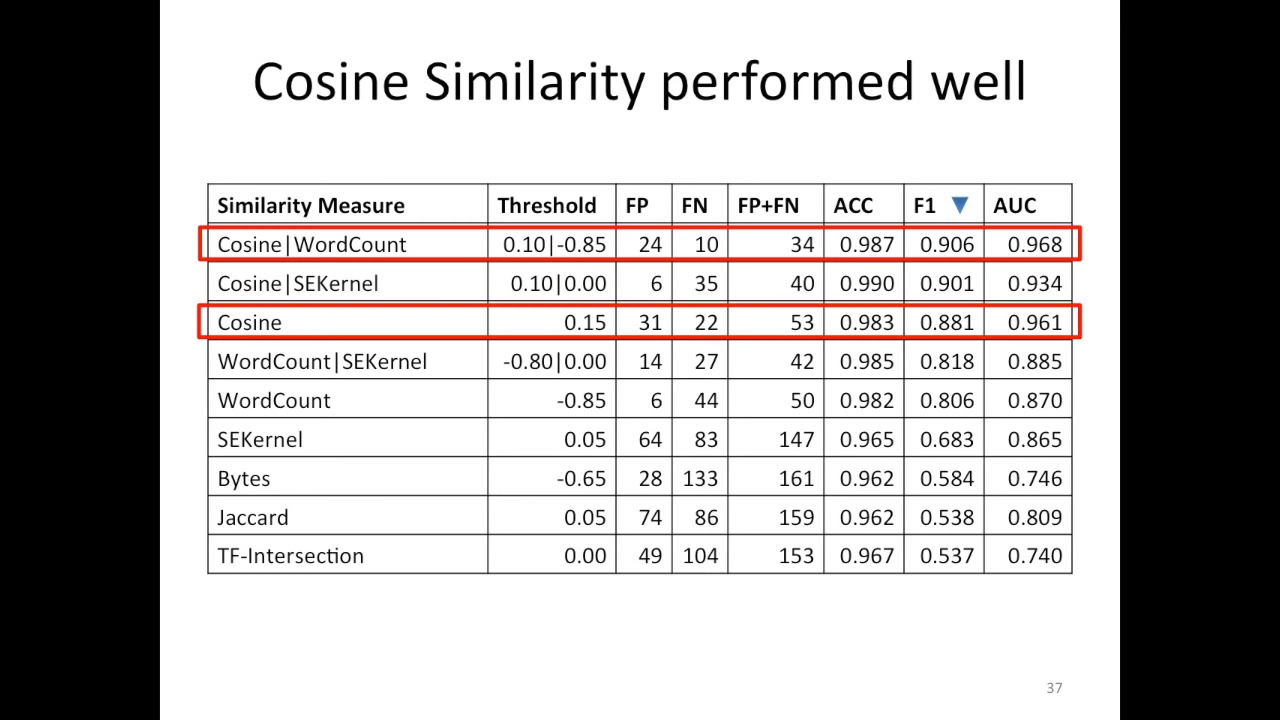 Cosine Similarity performed well
Similarity Measure Threshold FP FN FP+FN ACC F1 ▼ AUC
Cosine|WordCount 0.10|-0.85 24 10 34 0.987 0.906 0.968
Cosine|SEKernel 0.10|0.00 6 35 40 0.990 0.901 0.934
Cosine 0.15 31 22 53 0.983 0.881 0.961
WordCount|SEKernel -0.80|0.00 14 27 42 0.985 0.818 0.885
WordCount -0.85 6 44 50 0.982 0.806 0.870
SEKernel 0.05 64 83 147 0.965 0.683 0.865
Bytes -0.65 28 133 161 0.962 0.584 0.746
Jaccard 0.05 74 86 159 0.962 0.538 0.809
TF-Intersection 0.00 49 104 153 0.967 0.537 0.740
37